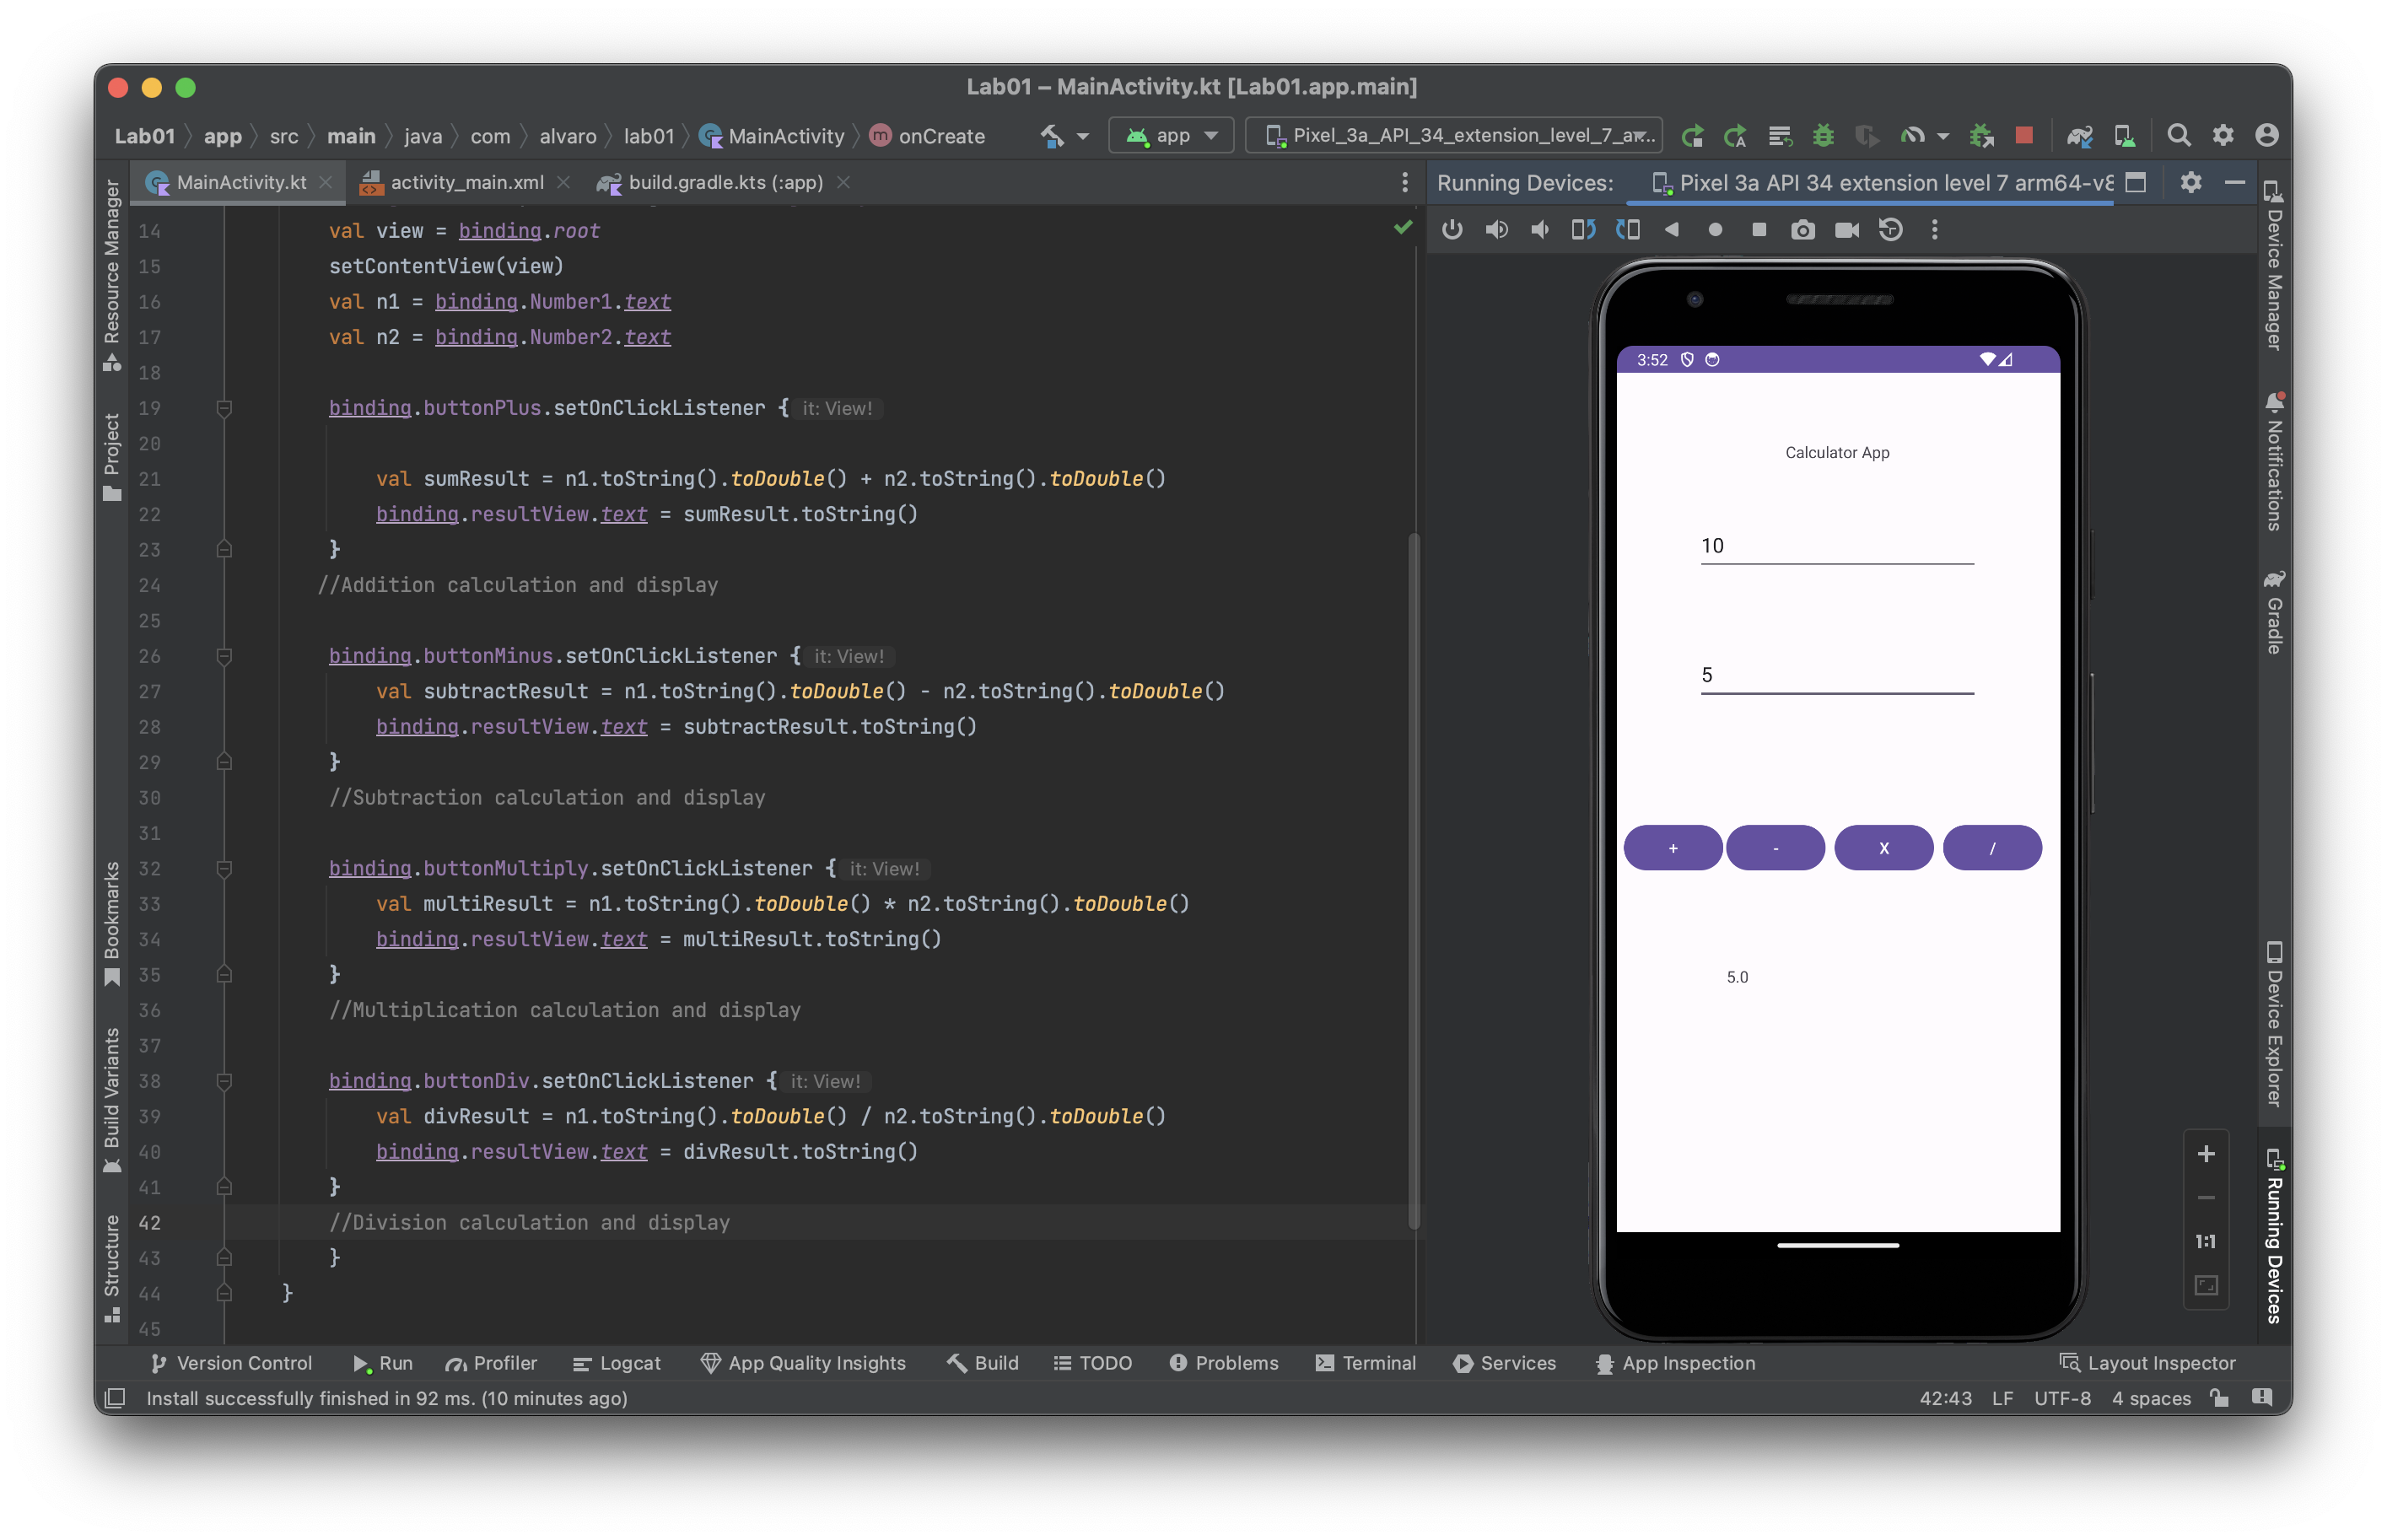 Lab01 – MainActivity.kt [Lab01.app.main]
Lab01 app src main java com alvaro lab01 MainActivity onCreate
app
Pixel_3a_API_34_extension_level_7_ar...
MainActivity.kt
activity_main.xml
build.gradle.kts (:app)
Running Devices:
Pixel 3a API 34 extension level 7 arm64-v8
Resource Manager
Project
Bookmarks
Build Variants
Structure
14 val view = binding.root
15 setContentView(view)
16 val n1 = binding.Number1.text
17 val n2 = binding.Number2.text
18
19 binding.buttonPlus.setOnClickListener { it: View!
20
21 val sumResult = n1.toString().toDouble() + n2.toString().toDouble()
22 binding.resultView.text = sumResult.toString()
23 }
24 //Addition calculation and display
25
26 binding.buttonMinus.setOnClickListener { it: View!
27 val subtractResult = n1.toString().toDouble() - n2.toString().toDouble()
28 binding.resultView.text = subtractResult.toString()
29 }
30 //Subtraction calculation and display
31
32 binding.buttonMultiply.setOnClickListener { it: View!
33 val multiResult = n1.toString().toDouble() * n2.toString().toDouble()
34 binding.resultView.text = multiResult.toString()
35 }
36 //Multiplication calculation and display
37
38 binding.buttonDiv.setOnClickListener { it: View!
39 val divResult = n1.toString().toDouble() / n2.toString().toDouble()
40 binding.resultView.text = divResult.toString()
41 }
42 //Division calculation and display
43 }
44 }
45
3:52
Calculator App
10
5
+ - X /
5.0
1:1
Device Manager
Notifications
Gradle
Device Explorer
Running Devices
Version Control Run Profiler Logcat App Quality Insights Build TODO Problems Terminal Services App Inspection Layout Inspector
Install successfully finished in 92 ms. (10 minutes ago)
42:43 LF UTF-8 4 spaces